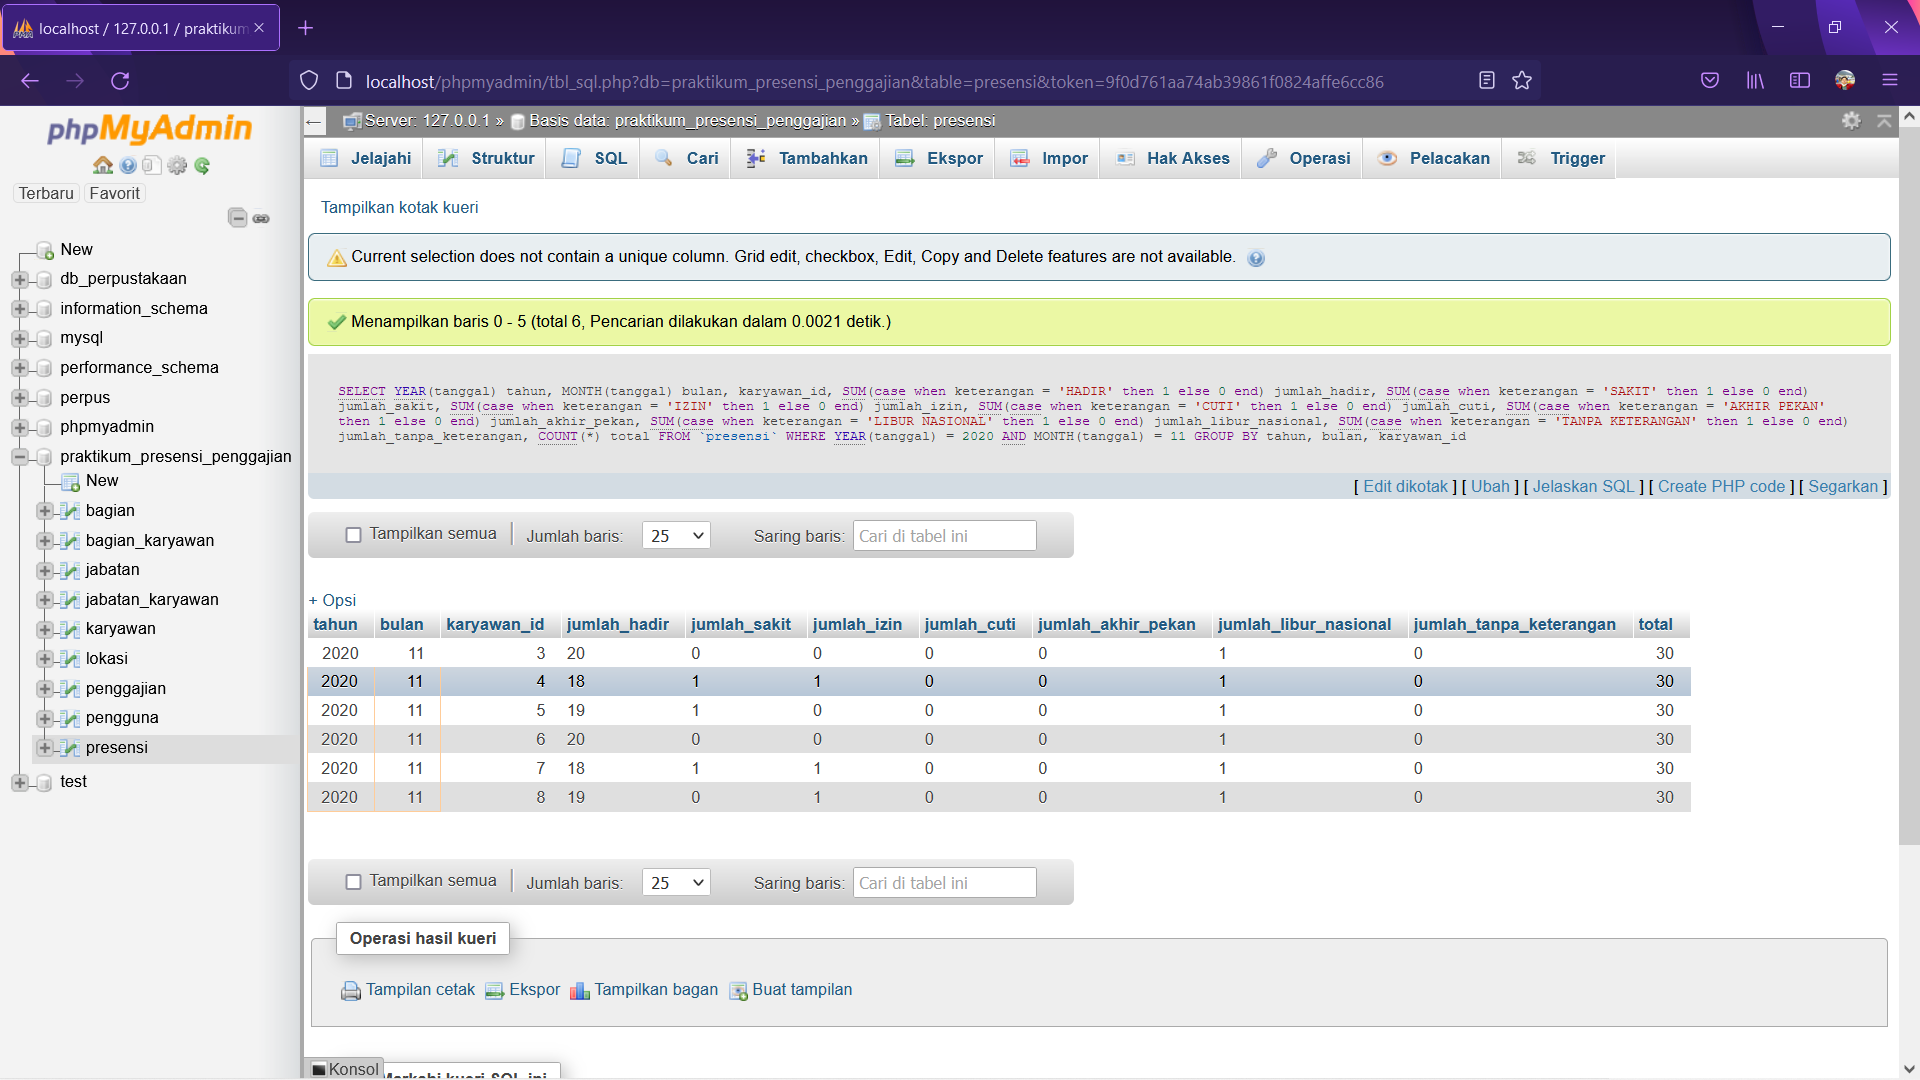 localhost / 127.0.0.1 / praktikum
localhost/phpmyadmin/tbl_sql.php?db=praktikum_presensi_penggajian&table=presensi&token=9f0d761aa74ab39861f0824affe6cc86
phpMyAdmin
Terbaru Favorit
New
db_perpustakaan
information_schema
mysql
performance_schema
perpus
phpmyadmin
praktikum_presensi_penggajian
New
bagian
bagian_karyawan
jabatan
jabatan_karyawan
karyawan
lokasi
penggajian
pengguna
presensi
test
Server: 127.0.0.1 » Basis data: praktikum_presensi_penggajian » Tabel: presensi
Jelajahi Struktur SQL Cari Tambahkan Ekspor Impor Hak Akses Operasi Pelacakan Trigger
Tampilkan kotak kueri
Current selection does not contain a unique column. Grid edit, checkbox, Edit, Copy and Delete features are not available.
Menampilkan baris 0 - 5 (total 6, Pencarian dilakukan dalam 0.0021 detik.)
SELECT YEAR(tanggal) tahun, MONTH(tanggal) bulan, karyawan_id, SUM(case when keterangan = 'HADIR' then 1 else 0 end) jumlah_hadir, SUM(case when keterangan = 'SAKIT' then 1 else 0 end)
jumlah_sakit, SUM(case when keterangan = 'IZIN' then 1 else 0 end) jumlah_izin, SUM(case when keterangan = 'CUTI' then 1 else 0 end) jumlah_cuti, SUM(case when keterangan = 'AKHIR PEKAN'
then 1 else 0 end) jumlah_akhir_pekan, SUM(case when keterangan = 'LIBUR NASIONAL' then 1 else 0 end) jumlah_libur_nasional, SUM(case when keterangan = 'TANPA KETERANGAN' then 1 else 0 end)
jumlah_tanpa_keterangan, COUNT(*) total FROM `presensi` WHERE YEAR(tanggal) = 2020 AND MONTH(tanggal) = 11 GROUP BY tahun, bulan, karyawan_id
[ Edit dikotak ] [ Ubah ] [ Jelaskan SQL ] [ Create PHP code ] [ Segarkan ]
Tampilkan semua Jumlah baris: 25 Saring baris: Cari di tabel ini
+ Opsi
tahun bulan karyawan_id jumlah_hadir jumlah_sakit jumlah_izin jumlah_cuti jumlah_akhir_pekan jumlah_libur_nasional jumlah_tanpa_keterangan total
2020 11 3 20 0 0 0 0 1 0 30
2020 11 4 18 1 1 0 0 1 0 30
2020 11 5 19 1 0 0 0 1 0 30
2020 11 6 20 0 0 0 0 1 0 30
2020 11 7 18 1 1 0 0 1 0 30
2020 11 8 19 0 1 0 0 1 0 30
Tampilkan semua Jumlah baris: 25 Saring baris: Cari di tabel ini
Operasi hasil kueri
Tampilan cetak Ekspor Tampilkan bagan Buat tampilan
Konsol
Markahi kueri SQL ini